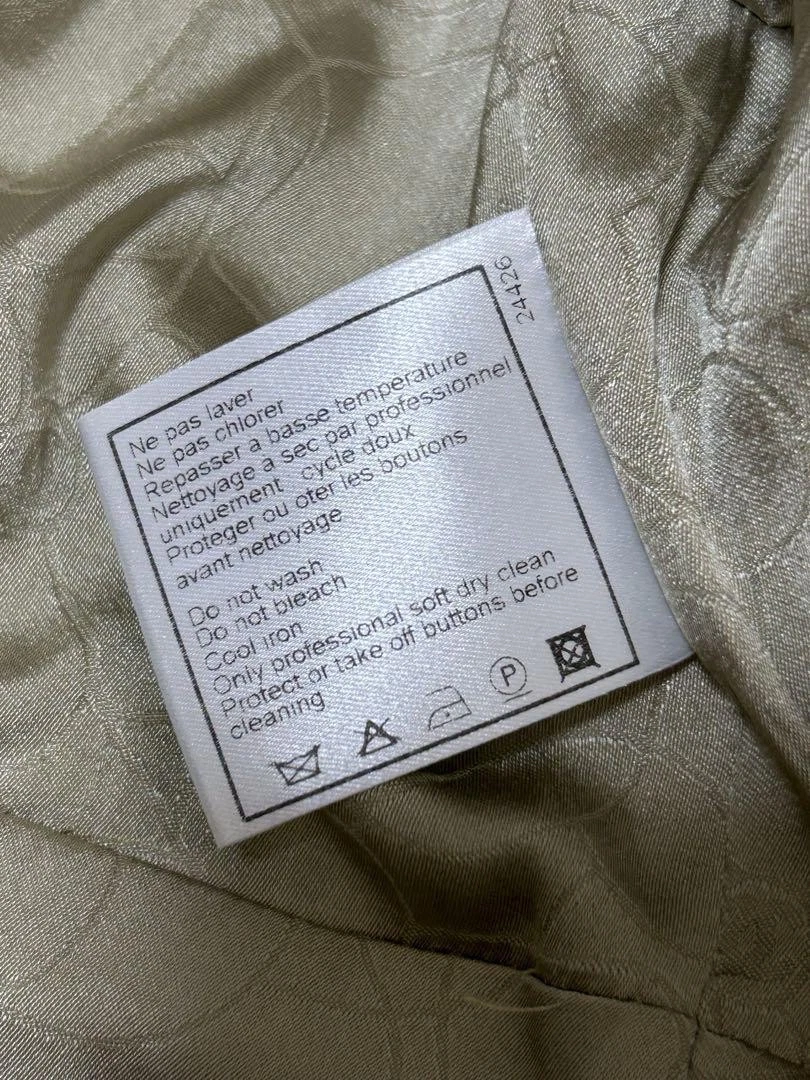 24426
Ne pas laver
Ne pas chlorer
Repasser a basse temperature
Nettoyage a sec par professionnel
uniquement cycle doux
Proteger ou oter les boutons
avant nettoyage
Do not wash
Do not bleach
Cool iron
Only professional soft dry clean
Protect or take off buttons before
cleaning
P